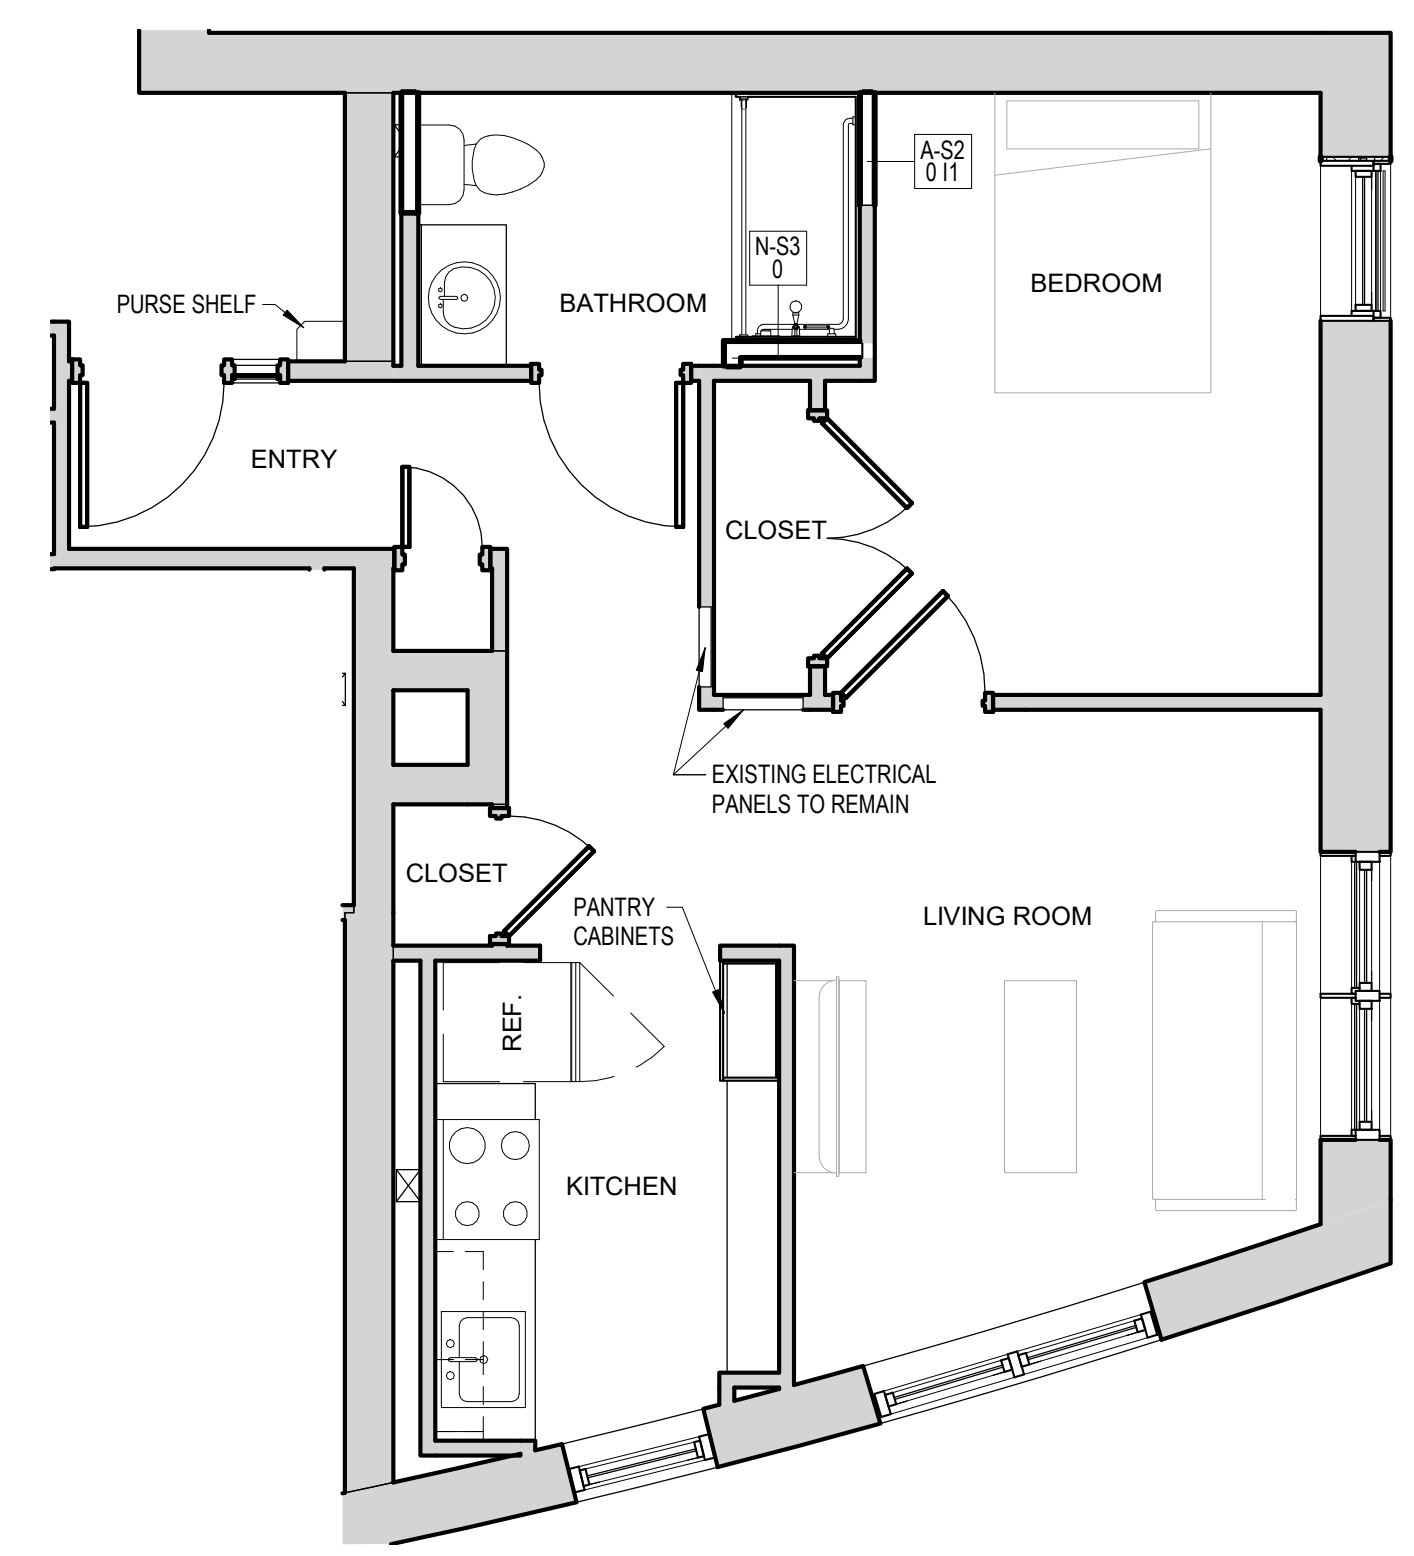 A-S2
0 I1
N-S3
0
BEDROOM
PURSE SHELF
BATHROOM
ENTRY
CLOSET
EXISTING ELECTRICAL
PANELS TO REMAIN
CLOSET
PANTRY
CABINETS
LIVING ROOM
REF.
KITCHEN